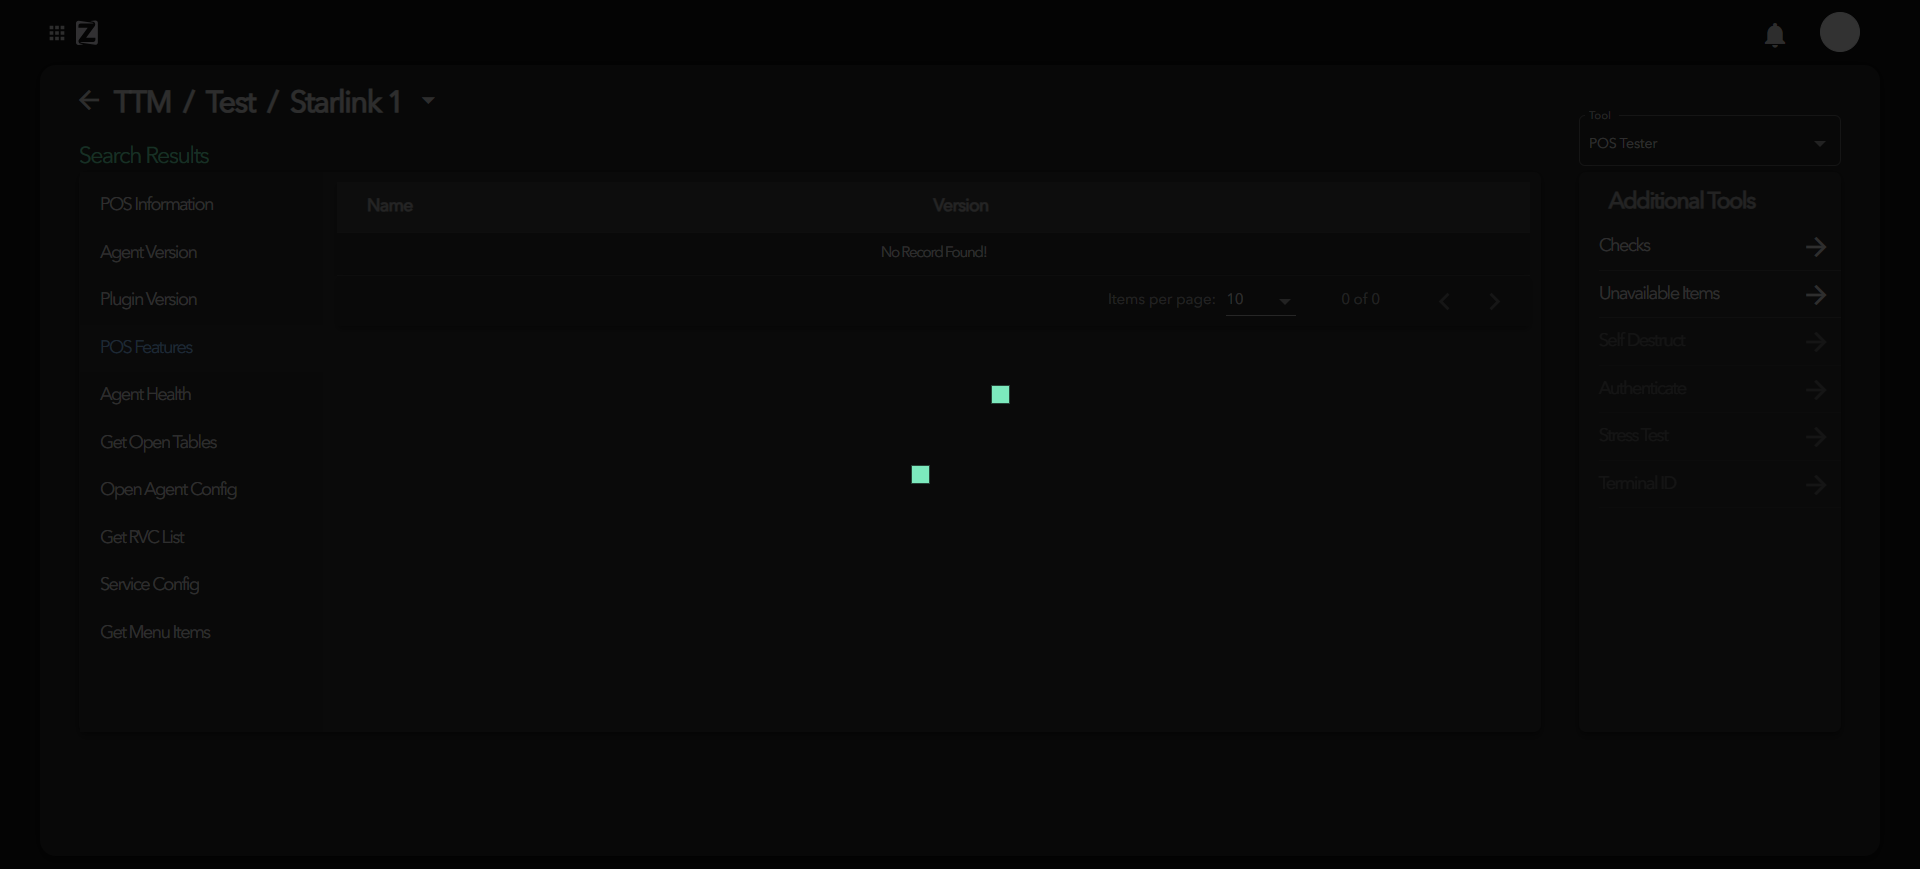 Z
TTM / Test / Starlink 1
Search Results
Tool
POS Tester
POS Information
Agent Version
Plugin Version
POS Features
Agent Health
Get Open Tables
Open Agent Config
Get RVC List
Service Config
Get Menu Items
Name Version
No Record Found!
Items per page: 10 0 of 0
Additional Tools
Checks
Unavailable Items
Self Destruct
Authenticate
Stress Test
Terminal ID